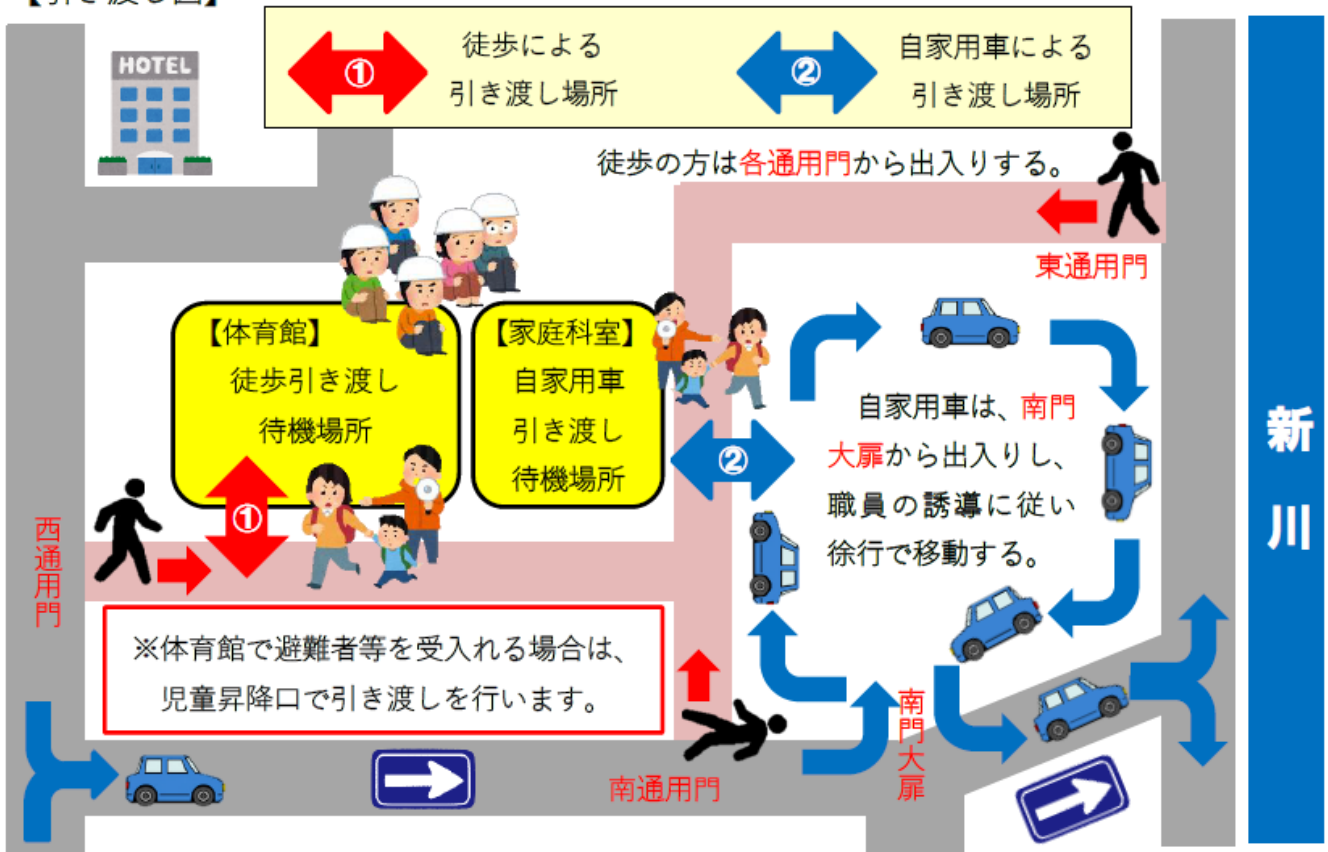 【引き渡し図】
①
徒歩による
引き渡し場所
②
自家用車による
引き渡し場所
HOTEL
徒歩の方は各通用門から出入りする。
東通用門
【体育館】
徒歩引き渡し
待機場所
【家庭科室】
自家用車
引き渡し
待機場所
①
②
自家用車は、南門
大扉から出入りし、
職員の誘導に従い
徐行で移動する。
新川
西通用門
※体育館で避難者等を受入れる場合は、
児童昇降口で引き渡しを行います。
南通用門
南門大扉